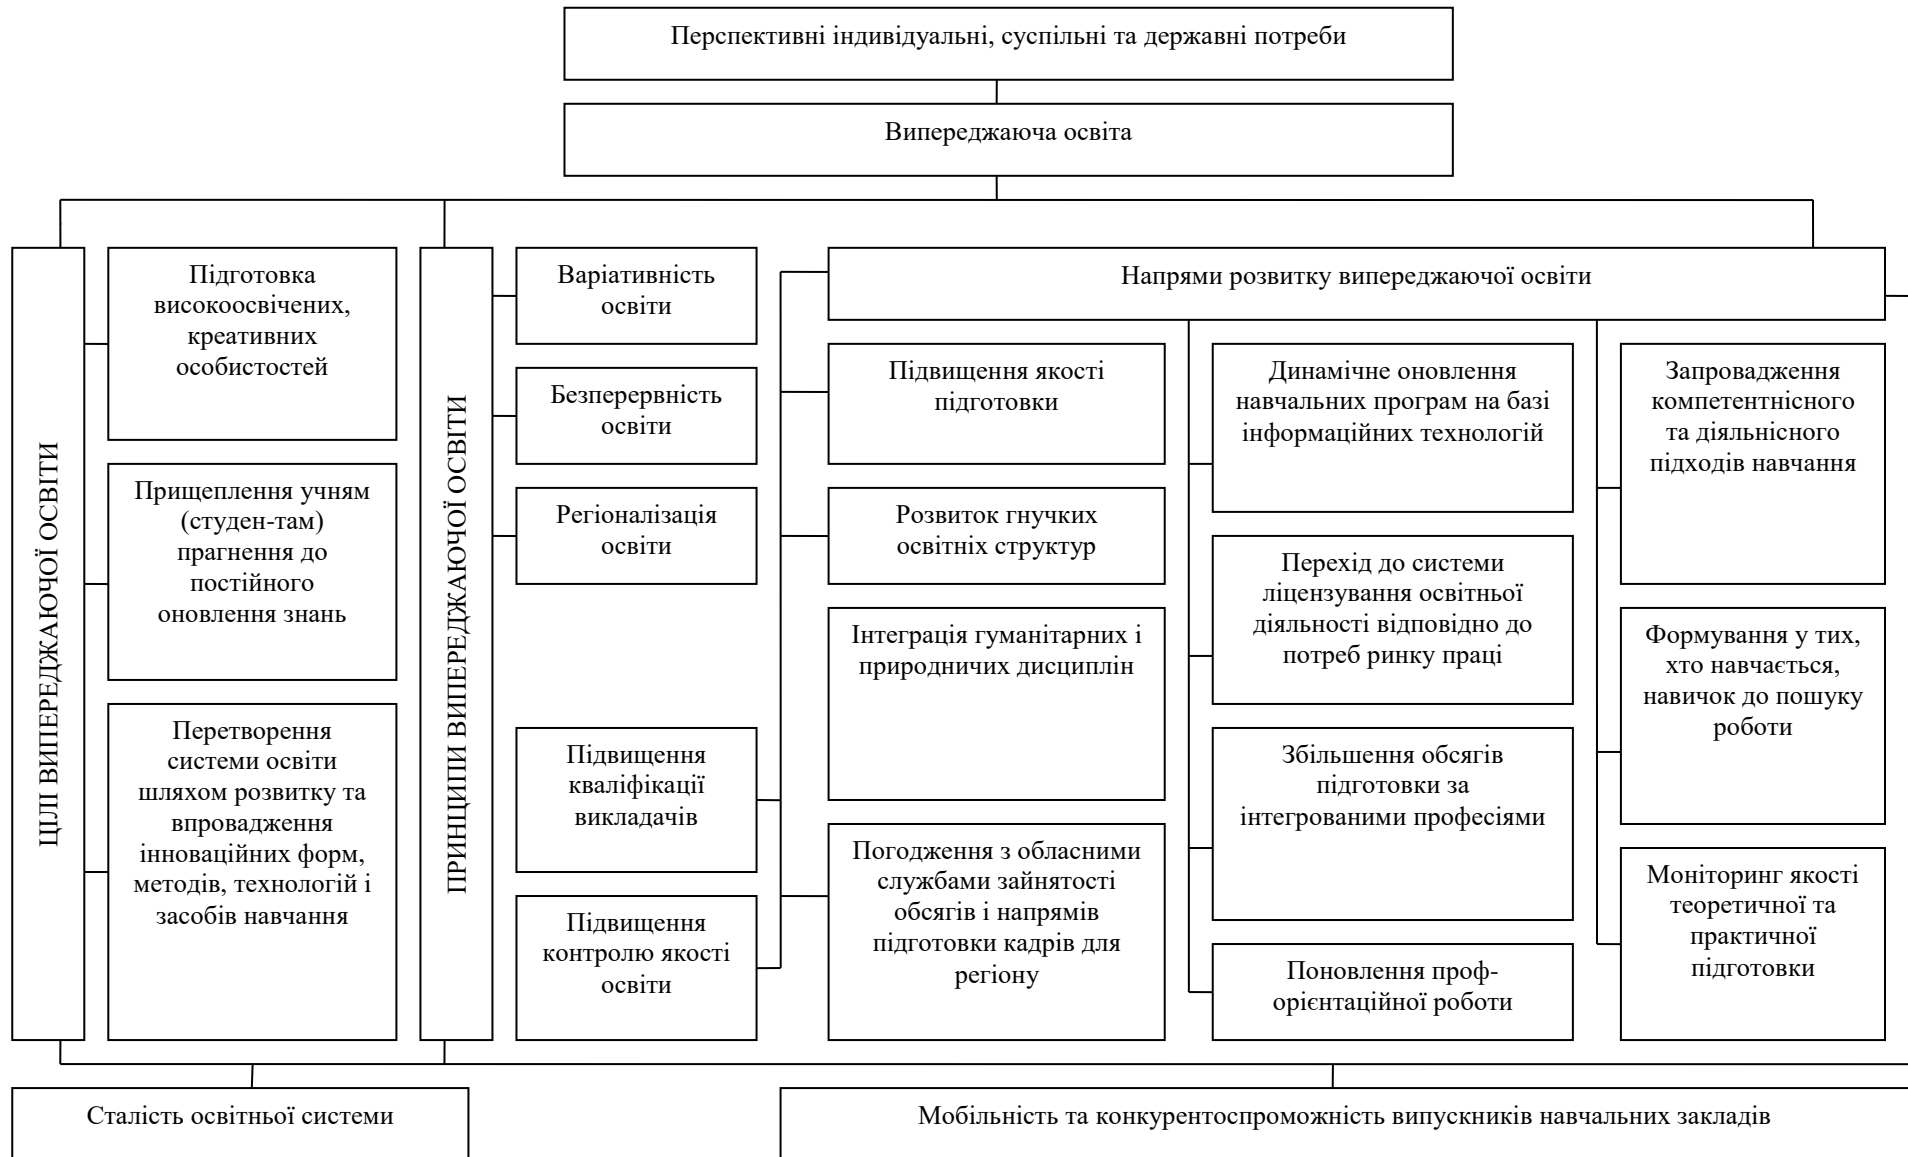 Перспективні індивідуальні, суспільні та державні потреби
Випереджаюча освіта
ЦІЛІ ВИПЕРЕДЖАЮЧОЇ ОСВІТИ
Підготовка
високоосвічених,
креативних
особистостей
Прищеплення учням
(студен-там)
прагнення до
постійного
оновлення знань
Перетворення
системи освіти
шляхом розвитку та
впровадження
інноваційних форм,
методів, технологій і
засобів навчання
ПРИНЦИПИ ВИПЕРЕДЖАЮЧОЇ ОСВІТИ
Варіативність
освіти
Безперервність
освіти
Регіоналізація
освіти
Підвищення
кваліфікації
викладачів
Підвищення
контролю якості
освіти
Напрями розвитку випереджаючої освіти
Підвищення якості
підготовки
Розвиток гнучких
освітніх структур
Інтеграція гуманітарних і
природничих дисциплін
Погодження з обласними
службами зайнятості
обсягів і напрямів
підготовки кадрів для
регіону
Динамічне оновлення
навчальних програм на базі
інформаційних технологій
Перехід до системи
ліцензування освітньої
діяльності відповідно до
потреб ринку праці
Збільшення обсягів
підготовки за
інтегрованими професіями
Поновлення проф-
орієнтаційної роботи
Запровадження
компетентнісного
та діяльнісного
підходів навчання
Формування у тих,
хто навчається,
навичок до пошуку
роботи
Моніторинг якості
теоретичної та
практичної
підготовки
Сталість освітньої системи
Мобільність та конкурентоспроможність випускників навчальних закладів